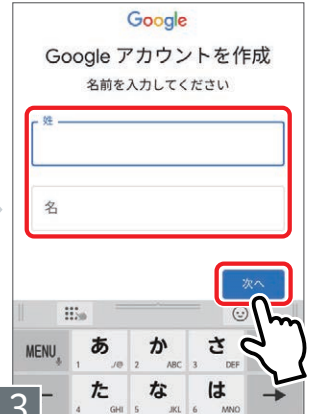 Google
Google アカウントを作成
名前を入力してください
姓
名
次へ
MENU
あ
1 ./@
か
2 ABC
さ
3 DEF
た
4 GHI
な
5 JKL
は
6 MNO
3